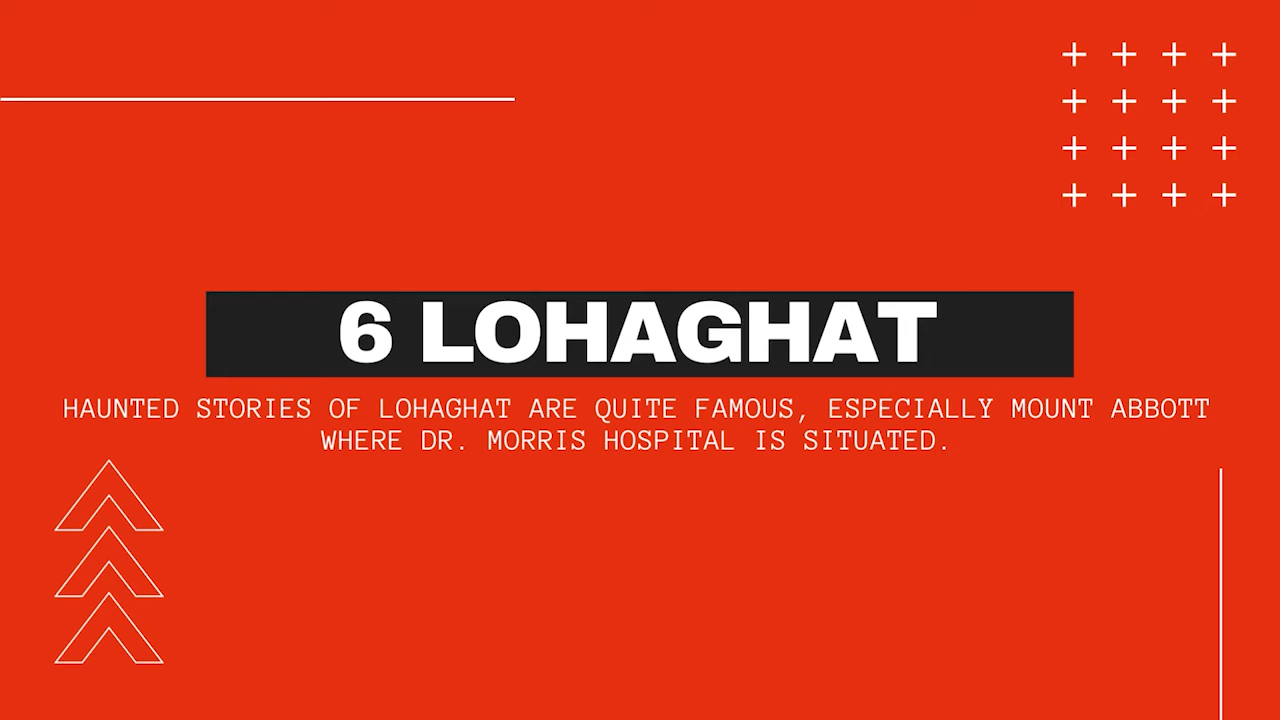 6 LOHAGHAT
HAUNTED STORIES OF LOHAGHAT ARE QUITE FAMOUS, ESPECIALLY MOUNT ABBOTT
WHERE DR. MORRIS HOSPITAL IS SITUATED.